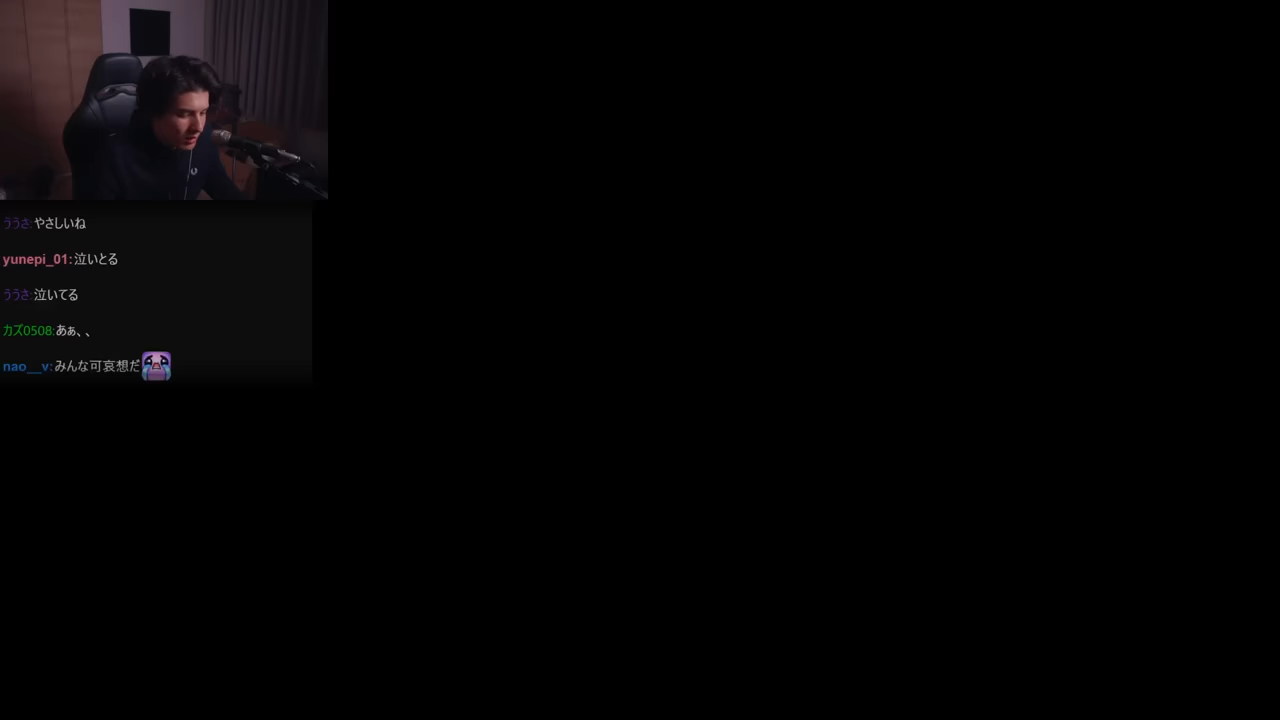 ううさ:やさしいね
yunepi_01:泣いとる
ううさ:泣いてる
カズ0508:あぁ、、
nao__v:みんな可哀想だ